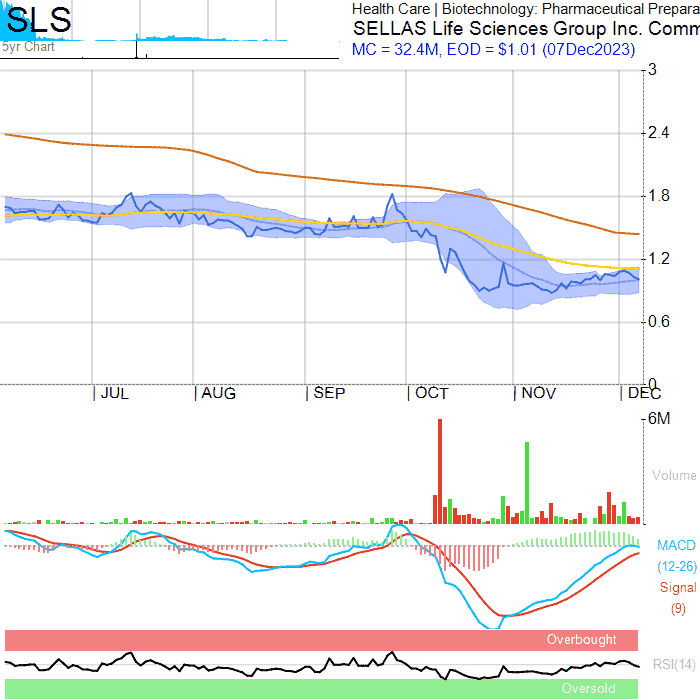 SLS
5yr Chart
Health Care | Biotechnology: Pharmaceutical Prepara
SELLAS Life Sciences Group Inc. Comm
MC = 32.4M, EOD = $1.01 (07Dec2023)
3
2.4
1.8
1.2
0.6
0
JUL AUG SEP OCT NOV DEC
6M
Volume
MACD
(12-26)
Signal
(9)
Overbought
RSI(14)
Oversold